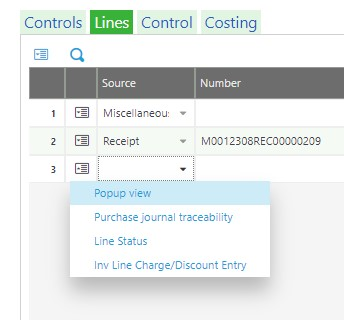 Controls Lines Control Costing
Source Number
1 Miscellaneou:
2 Receipt M0012308REC00000209
3
Popup view
Purchase journal traceability
Line Status
Inv Line Charge/Discount Entry